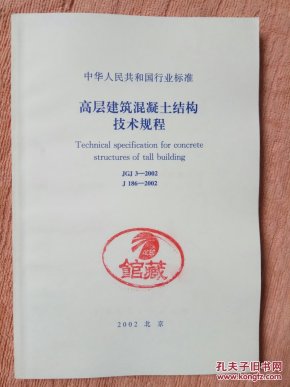 中华人民共和国行业标准
高层建筑混凝土结构
技术规程
Technical specification for concrete
structures of tall building
JGJ 3—2002
J 186—2002
館藏
2002 北京
孔夫子旧书网